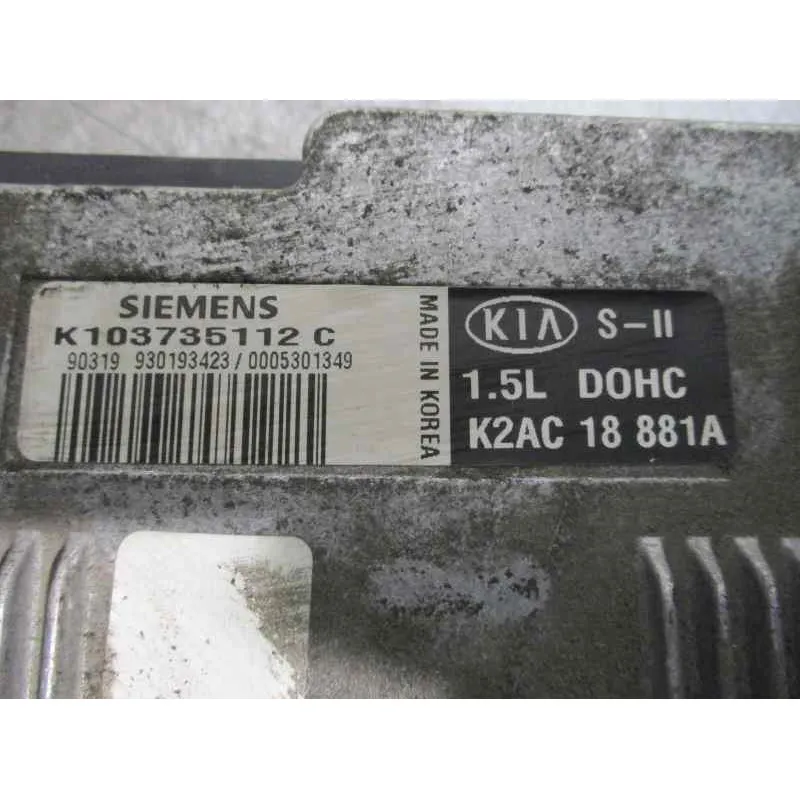 SIEMENS
K103735112 C
90319 930193423/0005301349
MADE IN KOREA
KIA S-II
1.5L DOHC
K2AC 18 881A